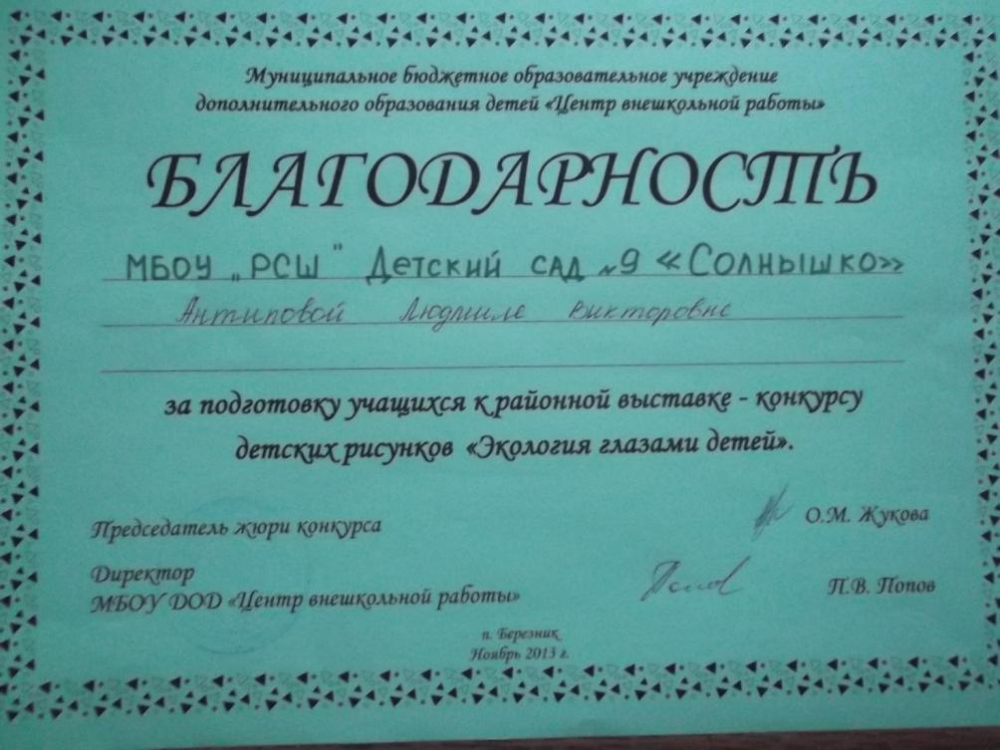 Муниципальное бюджетное образовательное учреждение
дополнительного образования детей «Центр внешкольной работы»
БЛАГОДАРНОСТЬ
МБОУ „РСШ" Детский сад №9 «Солнышко»
Антиповой Людмиле Викторовне
за подготовку учащихся к районной выставке - конкурсу
детских рисунков «Экология глазами детей».
Председатель жюри конкурса О.М. Жукова
Директор
МБОУ ДОД «Центр внешкольной работы» П.В. Попов
п. Березник
Ноябрь 2013 г.